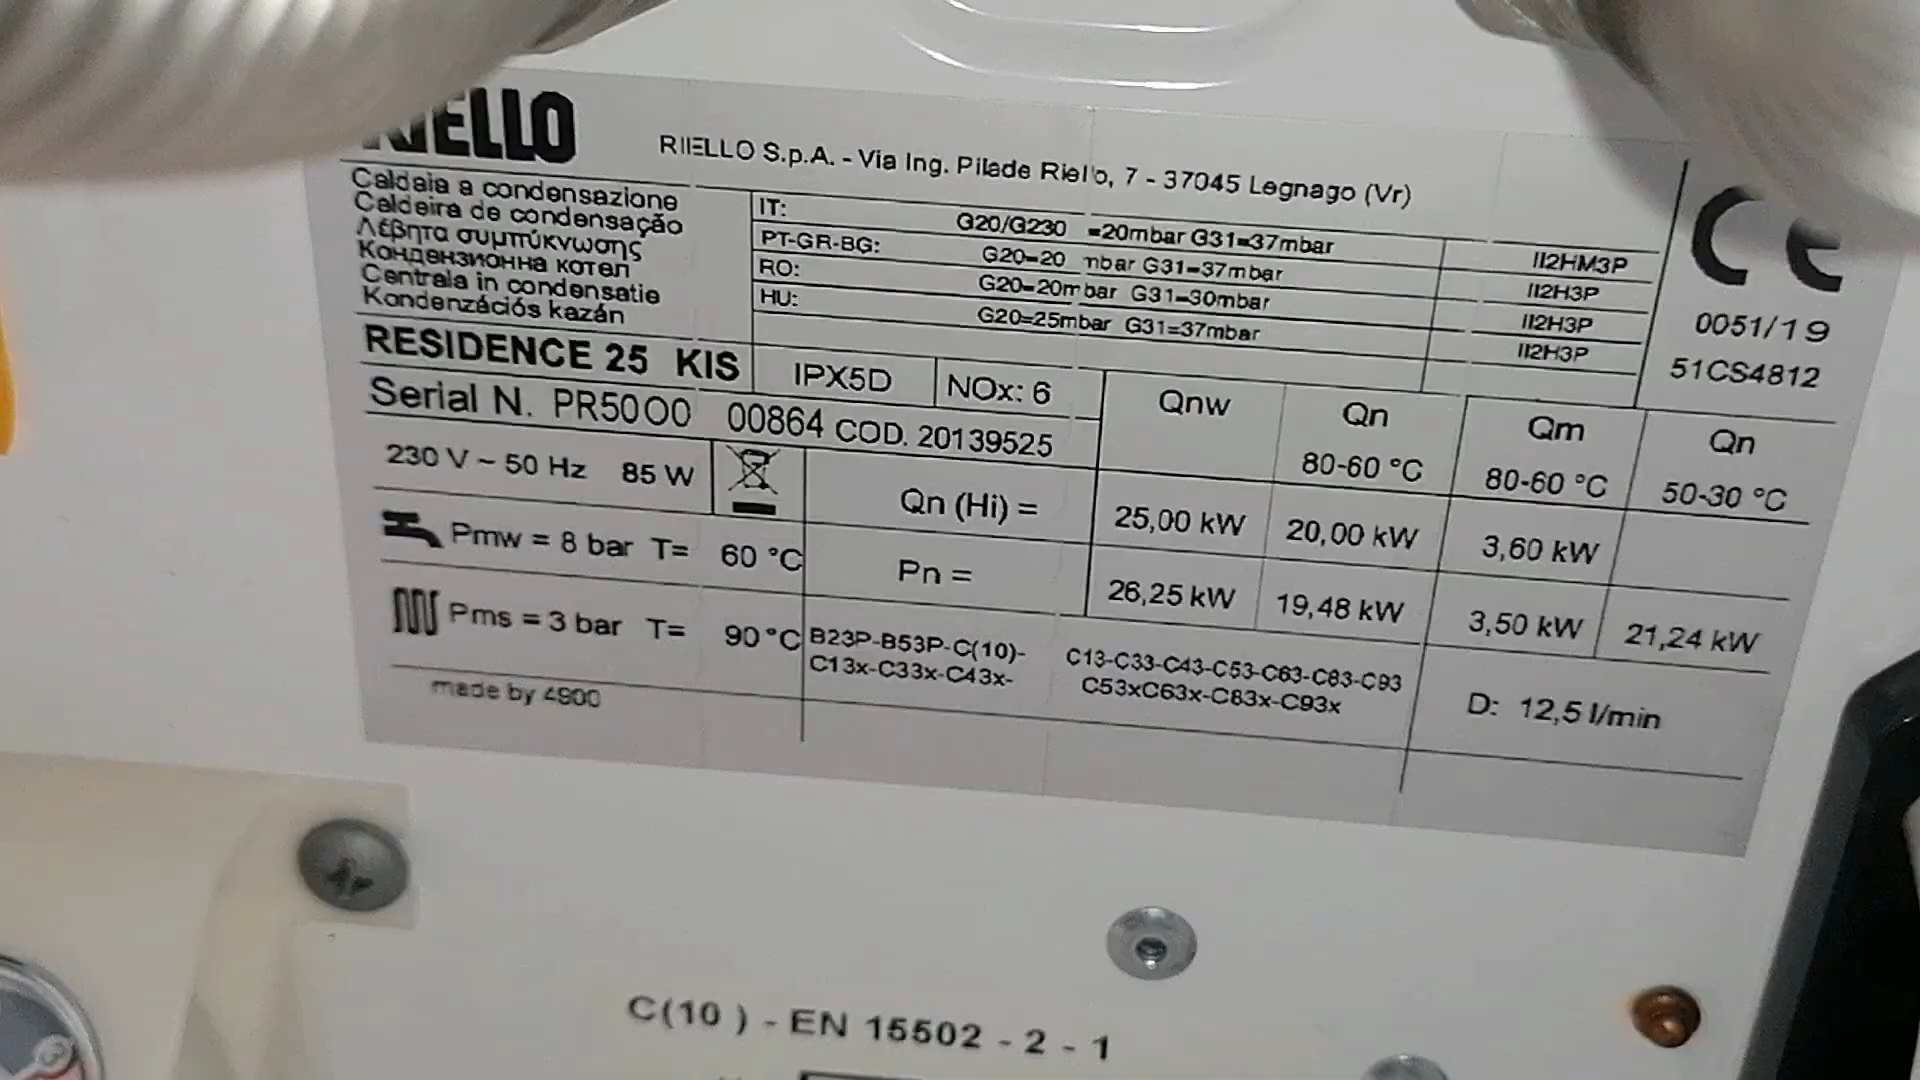 RIELLO
RIELLO S.p.A. - Via Ing. Pilade Riello, 7 - 37045 Legnago (Vr)
Caldaia a condensazione
Caldeira de condensação
Λέβητα συμπύκνωσης
Кондензионна котел
Centrala in condensatie
Kondenzációs kazán
IT: G20/G230 =20mbar G31=37mbar II2HM3P
PT-GR-BG: G20=20 mbar G31=37mbar II2H3P
RO: G20=20mbar G31=30mbar II2H3P
HU: G20=25mbar G31=37mbar II2H3P
CE
0051/19
51CS4812
RESIDENCE 25 KIS IPX5D NOx: 6
Serial N. PR5000 00864 COD. 20139525
230 V ~ 50 Hz 85 W
Qnw Qn Qm Qn
80-60 °C 80-60 °C 50-30 °C
Qn (Hi) = 25,00 kW 20,00 kW 3,60 kW
Pmw = 8 bar T= 60 °C
Pn = 26,25 kW 19,48 kW 3,50 kW 21,24 kW
Pms = 3 bar T= 90 °C
B23P-B53P-C(10)- C13-C33-C43-C53-C63-C83-C93
C13x-C33x-C43x- C53xC63x-C83x-C93x
D: 12,5 l/min
made by 4900
C(10 ) - EN 15502 - 2 - 1